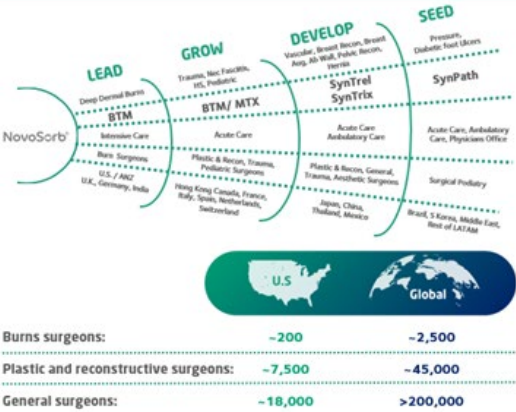 LEAD
Deep Dermal Burns
BTM
Intensive Care
Burn Surgeons
U.S. / ANZ
U.K., Germany, India
GROW
Trauma, Nec Fasciitis,
HS, Pediatric
BTM/ MTX
Acute Care
Plastic & Recon, Trauma,
Pediatric Surgeons
Hong Kong Canada, France,
Italy, Spain, Netherlands,
Switzerland
DEVELOP
Vascular, Breast Recon, Breast
Aug, Ab Wall, Pelvic Recon,
Hernia
SynTrel
SynTrix
Acute Care
Ambulatory Care
Plastic & Recon, General,
Trauma, Aesthetic Surgeons
Japan, China,
Thailand, Mexico
SEED
Pressure,
Diabetic Foot Ulcers
SynPath
Acute Care, Ambulatory
Care, Physicians Office
Surgical Podiatry
Brazil, S Korea, Middle East,
Rest of LATAM
NovoSorb®
U.S
Global
Burns surgeons: ~200 ~2,500
Plastic and reconstructive surgeons: ~7,500 ~45,000
General surgeons: ~18,000 >200,000